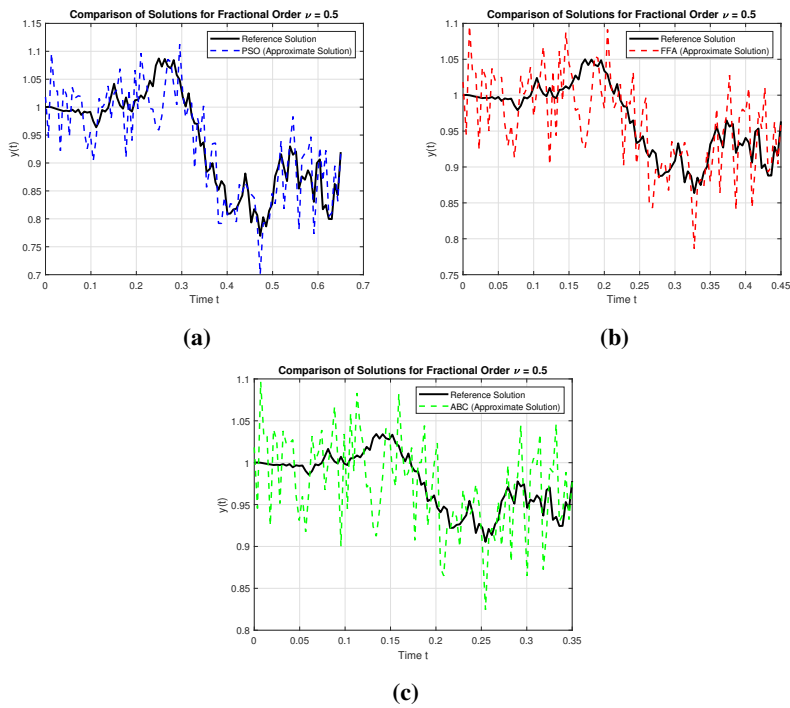 Comparison of Solutions for Fractional Order ν = 0.5
1.15
1.1
1.05
1
0.95
0.9
0.85
0.8
0.75
0.7
y(t)
Reference Solution
PSO (Approximate Solution)
0 0.1 0.2 0.3 0.4 0.5 0.6 0.7
Time t
(a)
Comparison of Solutions for Fractional Order ν = 0.5
1.1
1.05
1
0.95
0.9
0.85
0.8
0.75
y(t)
Reference Solution
FFA (Approximate Solution)
0 0.05 0.1 0.15 0.2 0.25 0.3 0.35 0.4 0.45
Time t
(b)
Comparison of Solutions for Fractional Order ν = 0.5
1.1
1.05
1
0.95
0.9
0.85
0.8
y(t)
Reference Solution
ABC (Approximate Solution)
0 0.05 0.1 0.15 0.2 0.25 0.3 0.35
Time t
(c)